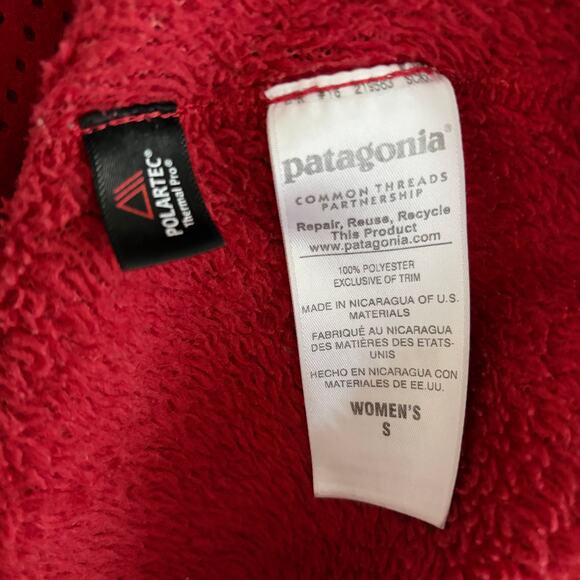 POLARTEC®
Thermal Pro®
patagonia®
COMMON THREADS
PARTNERSHIP
Repair, Reuse, Recycle
This Product
www.patagonia.com
100% POLYESTER
EXCLUSIVE OF TRIM
MADE IN NICARAGUA OF U.S.
MATERIALS
FABRIQUÉ AU NICARAGUA
DES MATIÈRES DES ETATS-
UNIS
HECHO EN NICARAGUA CON
MATERIALES DE EE.UU.
WOMEN'S
S